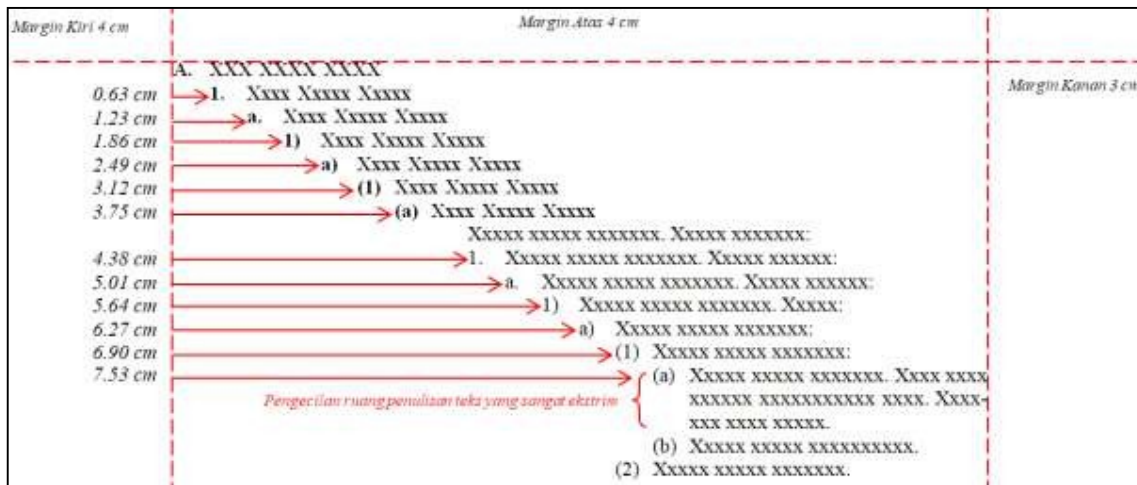 Margin Kiri 4 cm
Margin Atas 4 cm
A. XXX XXXX XXXX
Margin Kanan 3 cm
0.63 cm 1. Xxxx Xxxxx Xxxxx
1.23 cm a. Xxxx Xxxxx Xxxxx
1.86 cm 1) Xxxx Xxxxx Xxxxx
2.49 cm a) Xxxx Xxxxx Xxxxx
3.12 cm (1) Xxxx Xxxxx Xxxxx
3.75 cm (a) Xxxx Xxxxx Xxxxx
Xxxxx xxxxx xxxxxxx. Xxxxx xxxxxxx:
4.38 cm 1. Xxxxx xxxxx xxxxxxx. Xxxxx xxxxxx:
5.01 cm a. Xxxxx xxxxx xxxxxxx. Xxxxx xxxxxx:
5.64 cm 1) Xxxxx xxxxx xxxxxxx. Xxxxx:
6.27 cm a) Xxxxx xxxxx xxxxxxx:
6.90 cm (1) Xxxxx xxxxx xxxxxxx:
7.53 cm (a) Xxxxx xxxxx xxxxxxx. Xxxx xxxx
Pengecilan ruang penulisan teks yang sangat ekstrim
xxxxxx xxxxxxxxxxx xxxx. Xxxx-
xxx xxxx xxxxx.
(b) Xxxxx xxxxx xxxxxxxxxx.
(2) Xxxxx xxxxx xxxxxxx.